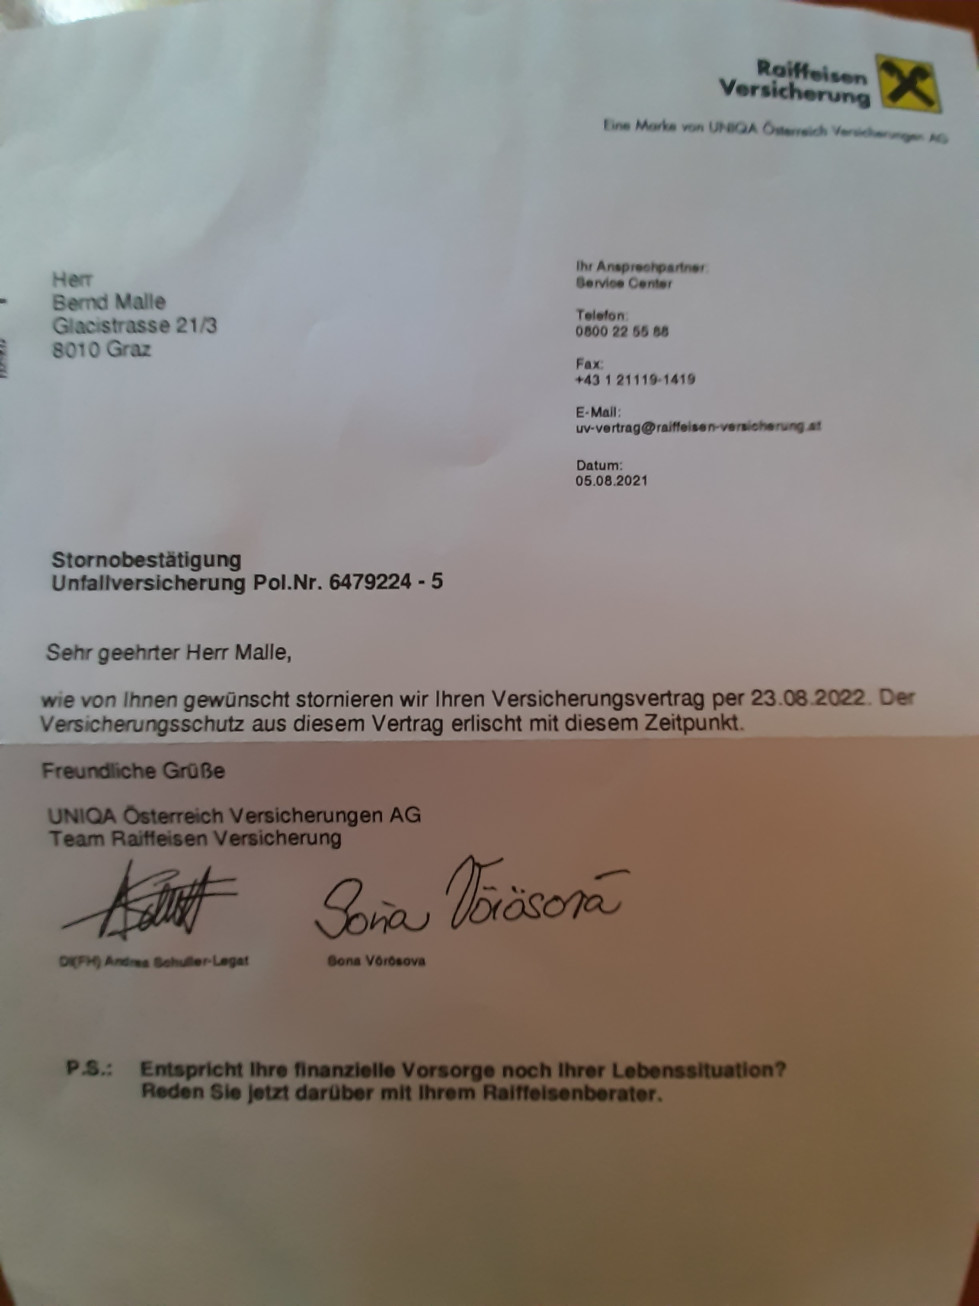 Raiffeisen
Versicherung
Eine Marke von UNIQA Österreich Versicherungen AG
Herr
Bernd Malle
Glacistrasse 21/3
8010 Graz
Ihr Ansprechpartner:
Service Center
Telefon:
0800 22 55 88
Fax:
+43 1 21119-1419
E-Mail:
uv-vertrag@raiffeisen-versicherung.at
Datum:
05.08.2021
Stornobestätigung
Unfallversicherung Pol.Nr. 6479224 - 5
Sehr geehrter Herr Malle,
wie von Ihnen gewünscht stornieren wir Ihren Versicherungsvertrag per 23.08.2022. Der
Versicherungsschutz aus diesem Vertrag erlischt mit diesem Zeitpunkt.
Freundliche Grüße
UNIQA Österreich Versicherungen AG
Team Raiffeisen Versicherung
Sona Vörösová
DI(FH) Andrea Schuller-Legat
Sona Vörösova
P.S.: Entspricht Ihre finanzielle Vorsorge noch Ihrer Lebenssituation?
Reden Sie jetzt darüber mit Ihrem Raiffeisenberater.